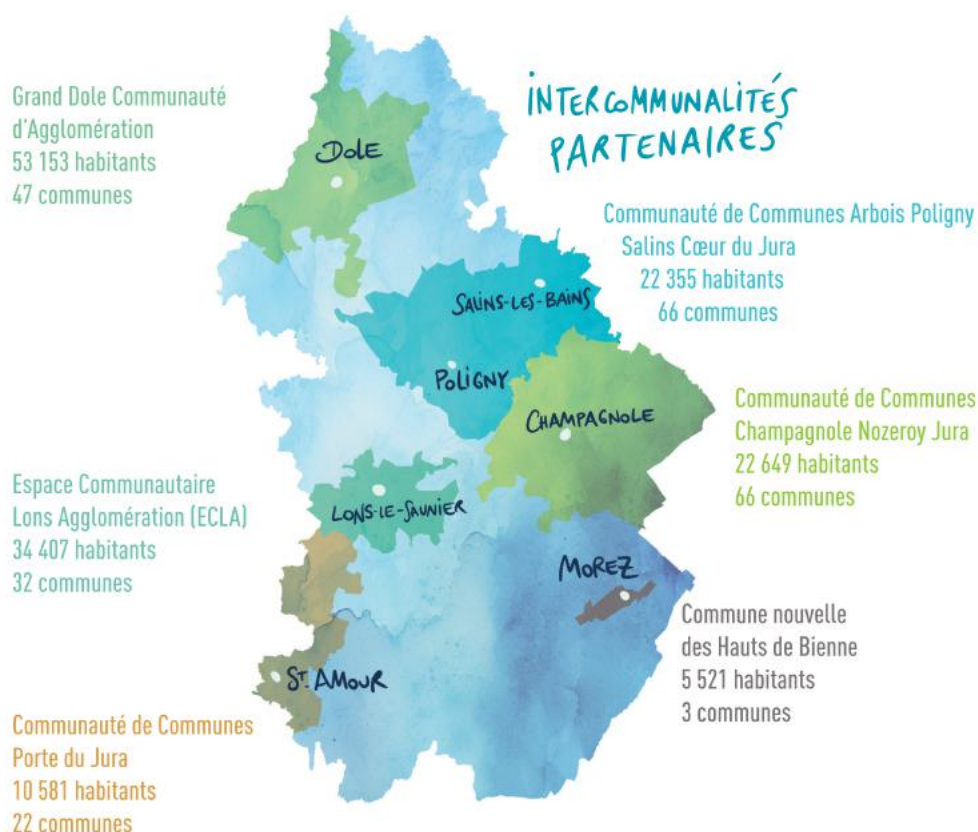 INTERCOMMUNALITÉS
PARTENAIRES
Grand Dole Communauté
d'Agglomération
53 153 habitants
47 communes
DOLE
Communauté de Communes Arbois Poligny
Salins Cœur du Jura
22 355 habitants
66 communes
SALINS-LES-BAINS
POLIGNY
CHAMPAGNOLE
Communauté de Communes
Champagnole Nozeroy Jura
22 649 habitants
66 communes
Espace Communautaire
Lons Agglomération (ECLA)
34 407 habitants
32 communes
LONS-LE-SAUNIER
MOREZ
Commune nouvelle
des Hauts de Bienne
5 521 habitants
3 communes
ST. AMOUR
Communauté de Communes
Porte du Jura
10 581 habitants
22 communes